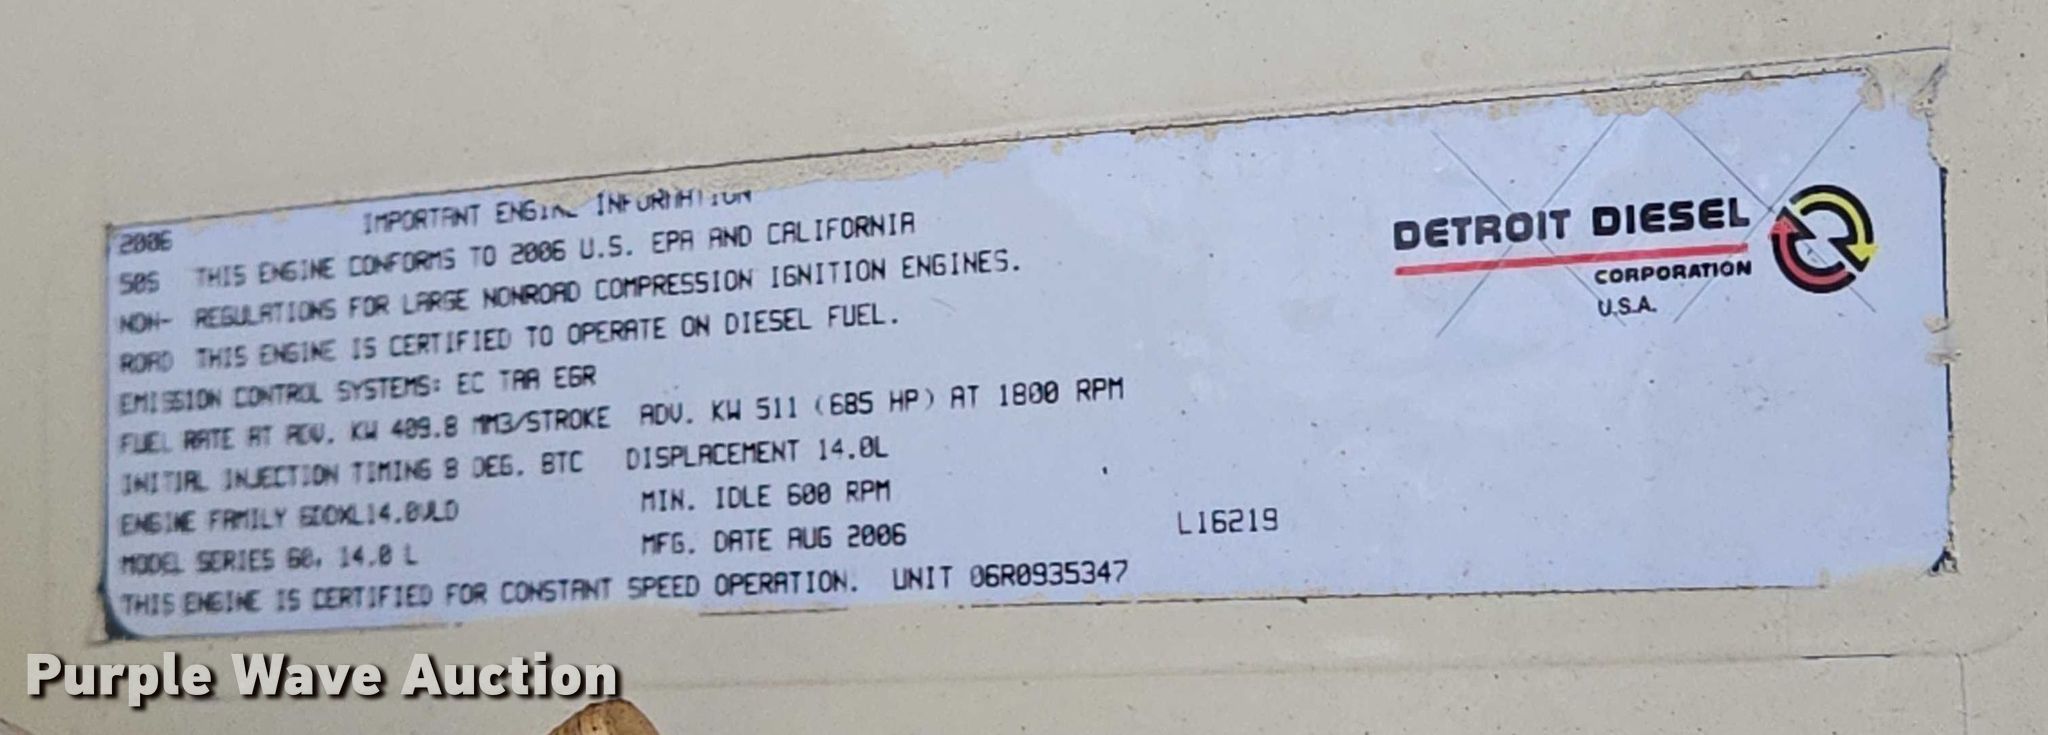 IMPORTANT ENGINE INFORMATION
2006
50S THIS ENGINE CONFORMS TO 2006 U.S. EPA AND CALIFORNIA
NON- REGULATIONS FOR LARGE NONROAD COMPRESSION IGNITION ENGINES.
ROAD THIS ENGINE IS CERTIFIED TO OPERATE ON DIESEL FUEL.
EMISSION CONTROL SYSTEMS: EC TAA EGR
FUEL RATE AT ADV. KW 409.8 MM3/STROKE ADV. KW 511 (685 HP) AT 1800 RPM
INITIAL INJECTION TIMING 8 DEG. BTC DISPLACEMENT 14.0L
ENGINE FAMILY 6DDXL14.0VLD MIN. IDLE 600 RPM
MODEL SERIES 60, 14.0 L MFG. DATE AUG 2006
THIS ENGINE IS CERTIFIED FOR CONSTANT SPEED OPERATION. UNIT 06R0935347
L16219
DETROIT DIESEL
CORPORATION
U.S.A.
Purple Wave Auction